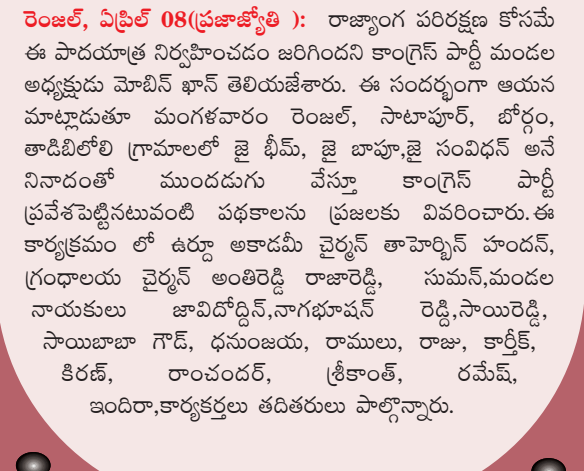 రెంజల్, ఏప్రిల్ 08(ప్రజాజ్యోతి ): రాజ్యాంగ పరిరక్షణ కోసమే
ఈ పాదయాత్ర నిర్వహించడం జరిగిందని కాంగ్రెస్ పార్టీ మండల
అధ్యక్షుడు మోబిన్ ఖాన్ తెలియజేశారు. ఈ సందర్భంగా ఆయన
మాట్లాడుతూ మంగళవారం రెంజల్, సాటాపూర్, బోర్గం,
తాడిబిలోలి గ్రామాలలో జై భీమ్, జై బాపూ,జై సంవిధన్ అనే
నినాదంతో ముందడుగు వేస్తూ కాంగ్రెస్ పార్టీ
ప్రవేశపెట్టినటువంటి పథకాలను ప్రజలకు వివరించారు.ఈ
కార్యక్రమం లో ఉర్దూ అకాడమీ చైర్మన్ తాహెర్బిన్ హందన్,
గ్రంధాలయ చైర్మన్ అంతిరెడ్డి రాజారెడ్డి, సుమన్,మండల
నాయకులు జావిదోద్దిన్,నాగభూషన్ రెడ్డి,సాయిరెడ్డి,
సాయిబాబా గౌడ్, ధనుంజయ, రాములు, రాజు, కార్తీక్,
కిరణ్, రాంచందర్, శ్రీకాంత్, రమేష్,
ఇందిరా,కార్యకర్తలు తదితరులు పాల్గొన్నారు.